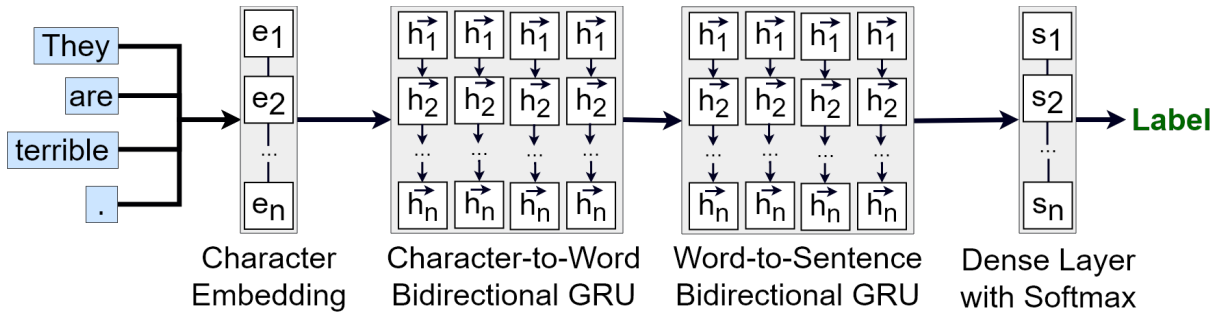 They
are
terrible
.
e1
e2
...
en
h1 h1 h1 h1
h2 h2 h2 h2
... ... ... ...
hn hn hn hn
h1 h1 h1 h1
h2 h2 h2 h2
... ... ... ...
hn hn hn hn
s1
s2
...
sn
Label
Character
Embedding
Character-to-Word
Bidirectional GRU
Word-to-Sentence
Bidirectional GRU
Dense Layer
with Softmax